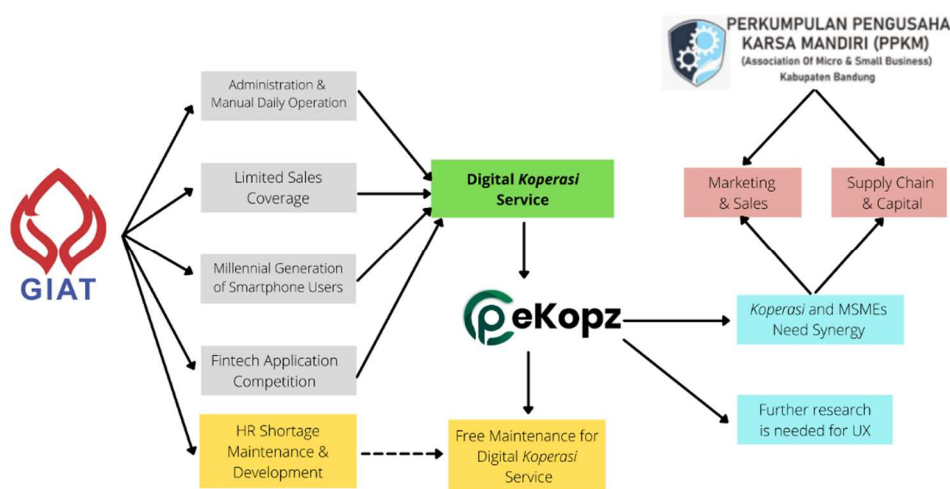 PERKUMPULAN PENGUSAHA
KARSA MANDIRI (PPKM)
(Association Of Micro & Small Business)
Kabupaten Bandung
Administration &
Manual Daily Operation
Limited Sales
Coverage
Millennial Generation
of Smartphone Users
Fintech Application
Competition
HR Shortage
Maintenance &
Development
GIAT
Digital Koperasi
Service
eKopz
Free Maintenance for
Digital Koperasi
Service
Marketing
& Sales
Supply Chain
& Capital
Koperasi and MSMEs
Need Synergy
Further research
is needed for UX